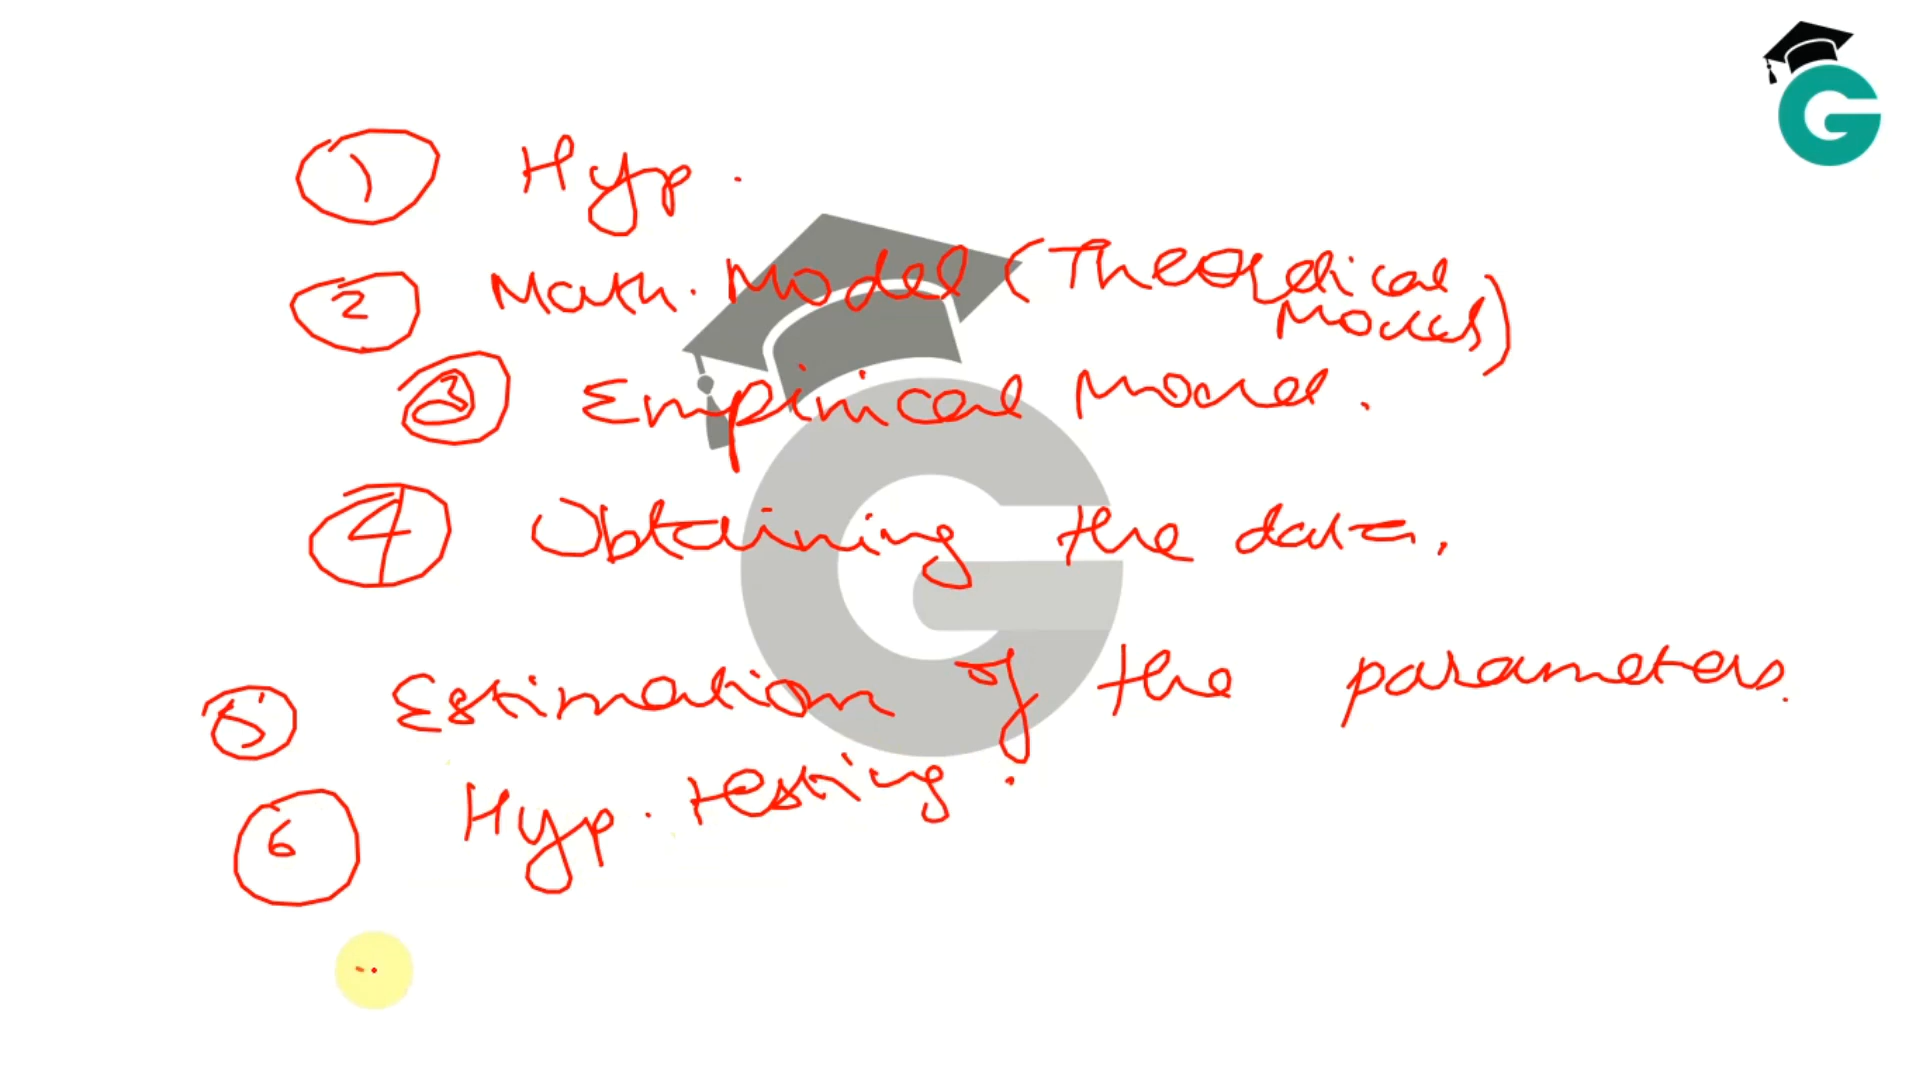 1 Hyp.
2 Math. Model (Theoretical
Model)
3 Empirical Model.
4 Obtaining the data.
5 Estimation of the parameters.
6 Hyp. testing.
G